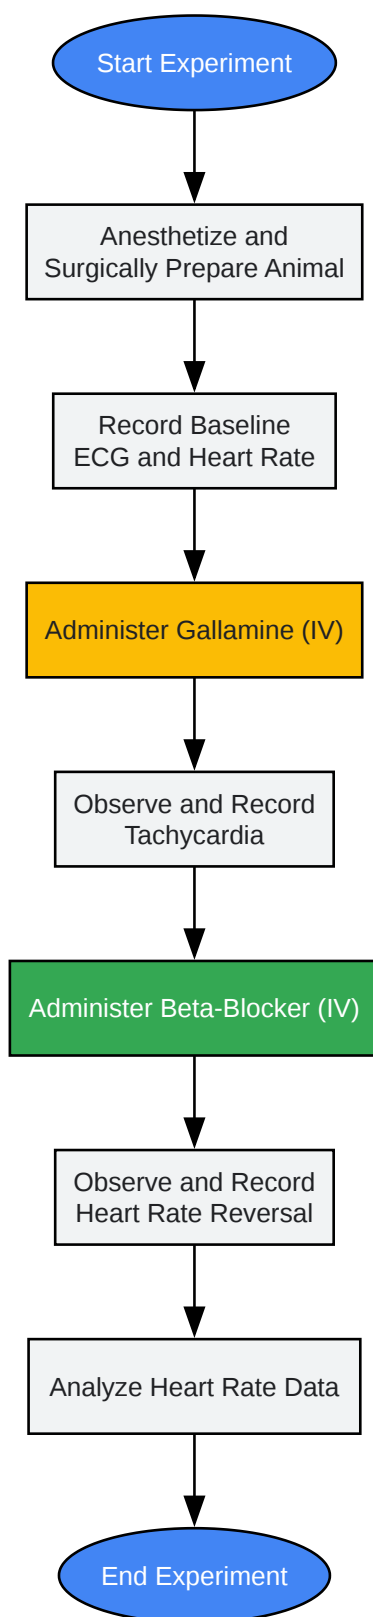 Start Experiment
Anesthetize and
Surgically Prepare Animal
Record Baseline
ECG and Heart Rate
Administer Gallamine (IV)
Observe and Record
Tachycardia
Administer Beta-Blocker (IV)
Observe and Record
Heart Rate Reversal
Analyze Heart Rate Data
End Experiment